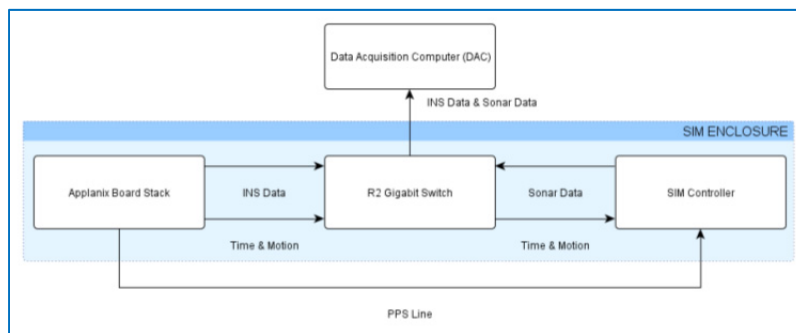 Data Acquisition Computer (DAC)
INS Data & Sonar Data
SIM ENCLOSURE
Applanix Board Stack
INS Data
R2 Gigabit Switch
Sonar Data
SIM Controller
Time & Motion
Time & Motion
PPS Line